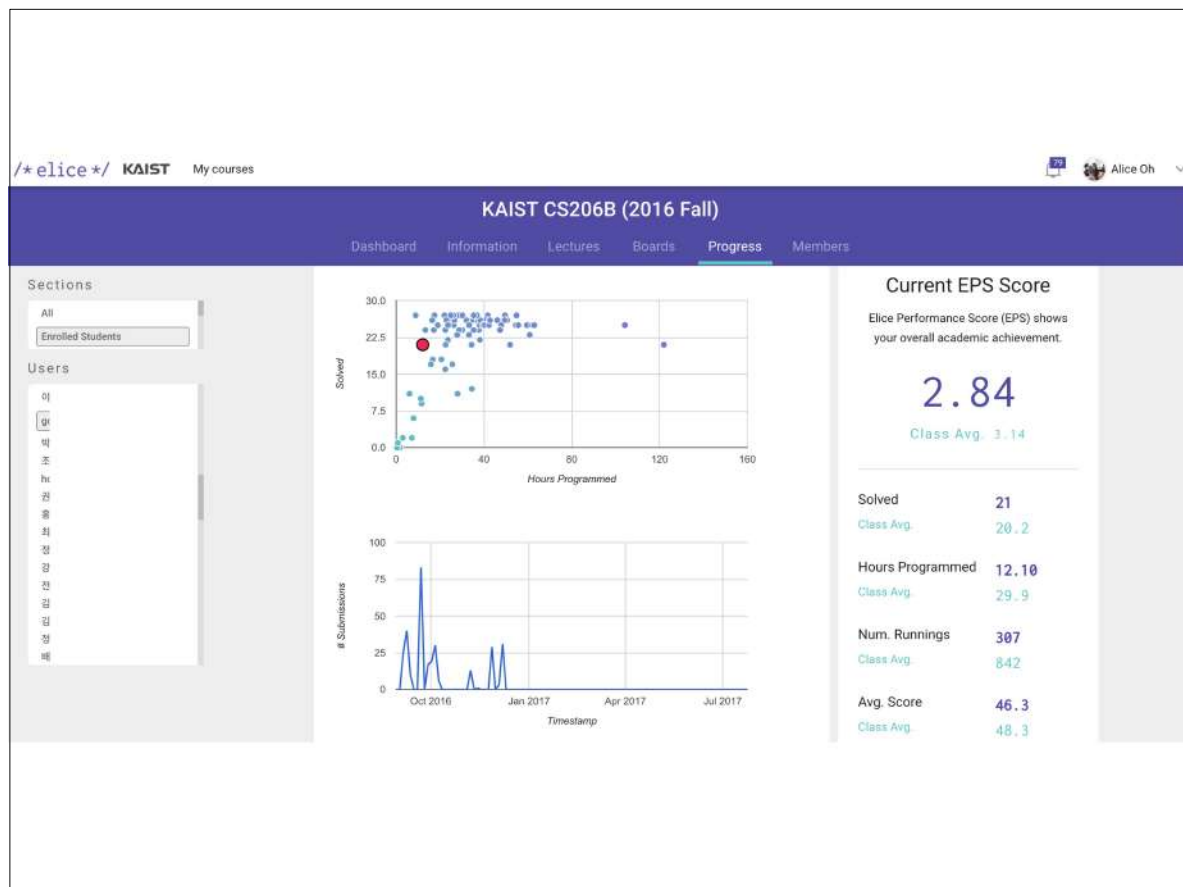 /* elice */ KAIST My courses
79
Alice Oh
KAIST CS206B (2016 Fall)
Dashboard Information Lectures Boards Progress Members
Sections
All
Enrolled Students
Users
박
조
권
홍
최
정
강
전
김
김
정
배
30.0
22.5
15.0
7.5
0.0
Solved
0 40 80 120 160
Hours Programmed
100
75
50
25
0
# Submissions
Oct 2016 Jan 2017 Apr 2017 Jul 2017
Timestamp
Current EPS Score
Elice Performance Score (EPS) shows
your overall academic achievement.
2.84
Class Avg. 3.14
Solved 21
Class Avg. 20.2
Hours Programmed 12.10
Class Avg. 29.9
Num. Runnings 307
Class Avg. 842
Avg. Score 46.3
Class Avg. 48.3